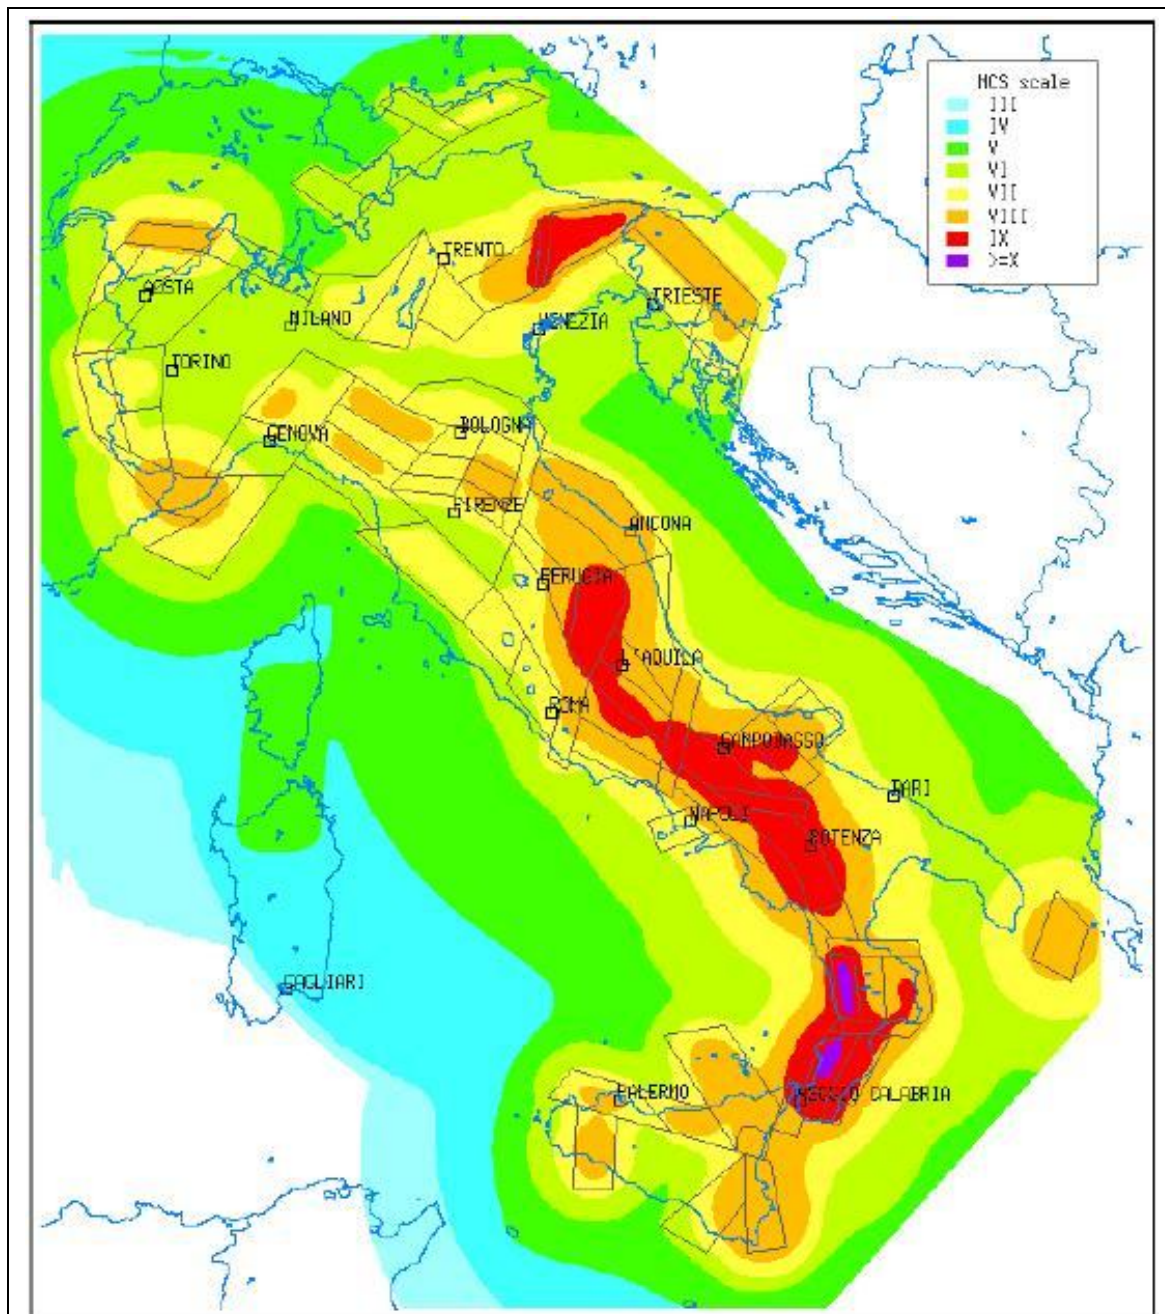 MCS scale
III
IV
V
VI
VII
VIII
IX
>=X
TRENTO
AOSTA
TRIESTE
MILANO
VENEZIA
TORINO
BOLOGNA
GENOVA
FIRENZE
ANCONA
PERUGIA
L'AQUILA
ROMA
CAMPOBASSO
BARI
NAPOLI
POTENZA
CAGLIARI
PALERMO
REGGIO CALABRIA